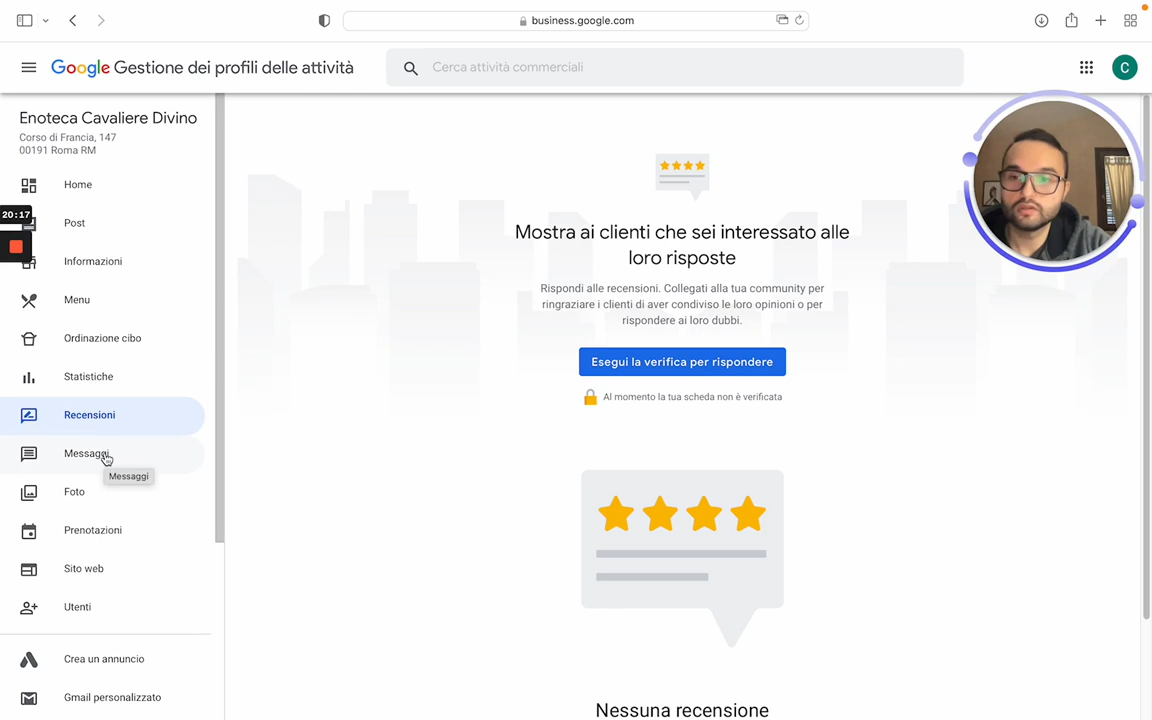 business.google.com
Google Gestione dei profili delle attività
Cerca attività commerciali
C
Enoteca Cavaliere Divino
Corso di Francia, 147
00191 Roma RM
Home
20:17
Post
Informazioni
Menu
Ordinazione cibo
Statistiche
Recensioni
Messaggi
Messaggi
Foto
Prenotazioni
Sito web
Utenti
Crea un annuncio
Gmail personalizzato
Mostra ai clienti che sei interessato alle
loro risposte
Rispondi alle recensioni. Collegati alla tua community per
ringraziare i clienti di aver condiviso le loro opinioni o per
rispondere ai loro dubbi.
Esegui la verifica per rispondere
Al momento la tua scheda non è verificata
Nessuna recensione